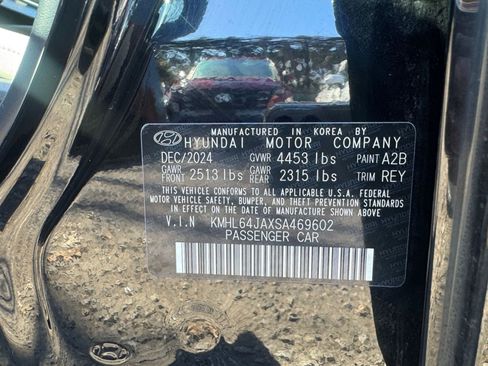 MANUFACTURED IN KOREA BY
HYUNDAI MOTOR COMPANY
DEC/2024 GVWR 4453 lbs PAINT A2B
GAWR FRONT 2513 lbs GAWR REAR 2315 lbs TRIM REY
THIS VEHICLE CONFORMS TO ALL APPLICABLE U.S.A. FEDERAL
MOTOR VEHICLE SAFETY, BUMPER, AND THEFT PREVENTION
STANDARDS IN EFFECT ON THE DATE OF MANUFACTURE SHOWN ABOVE.
V.I.N KMHL64JAXSA469602
PASSENGER CAR